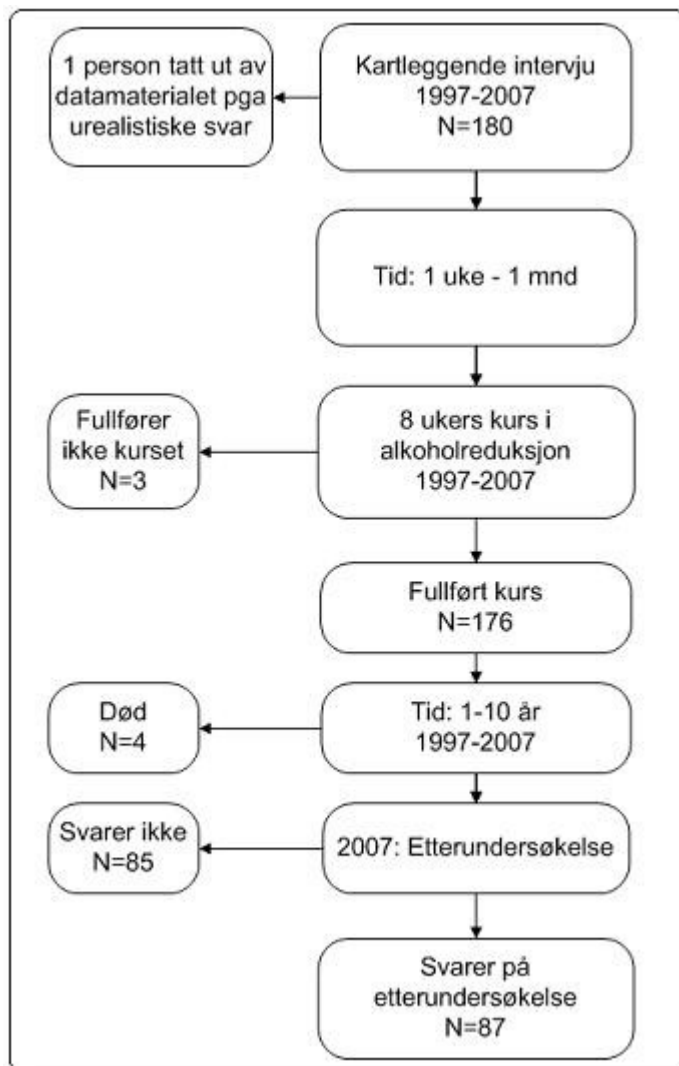 1 person tatt ut av
datamaterialet pga
urealistiske svar
Kartleggende intervju
1997-2007
N=180
Tid: 1 uke - 1 mnd
Fullfører
ikke kurset
N=3
8 ukers kurs i
alkoholreduksjon
1997-2007
Fullført kurs
N=176
Død
N=4
Tid: 1-10 år
1997-2007
Svarer ikke
N=85
2007: Etterundersøkelse
Svarer på
etterundersøkelse
N=87